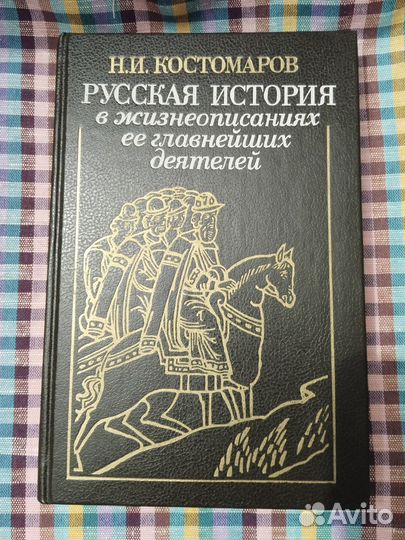 Н.И. КОСТОМАРОВ
РУССКАЯ ИСТОРИЯ
в жизнеописаниях
ее главнейших
деятелей
Avito